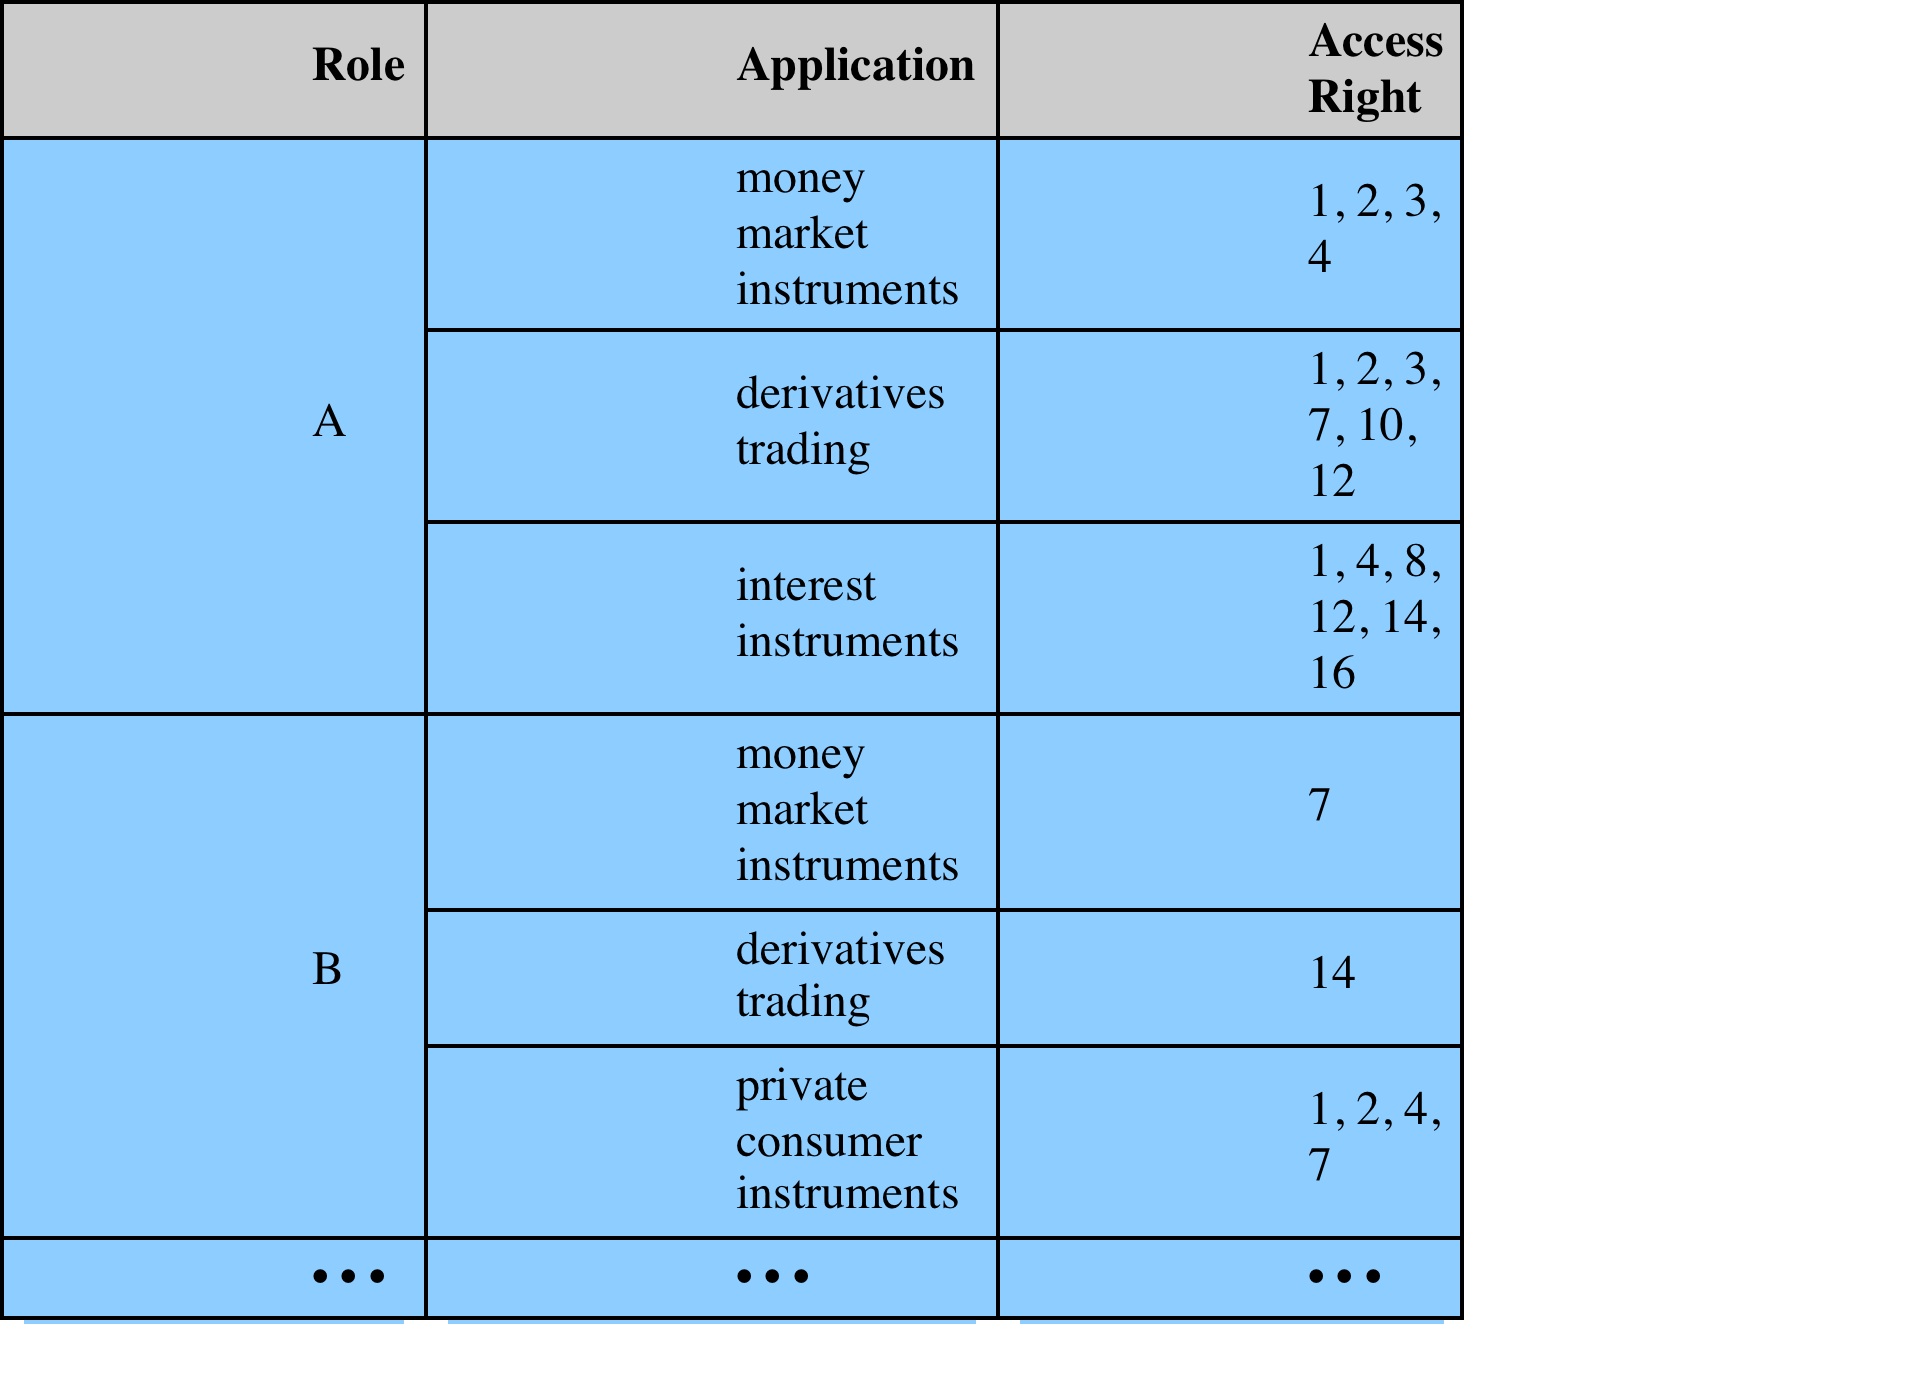 Role
Application
Access
Right
A
money
market
instruments
1, 2, 3,
4
derivatives
trading
1, 2, 3,
7, 10,
12
interest
instruments
1, 4, 8,
12, 14,
16
B
money
market
instruments
7
derivatives
trading
14
private
consumer
instruments
1, 2, 4,
7
• • •
• • •
• • •